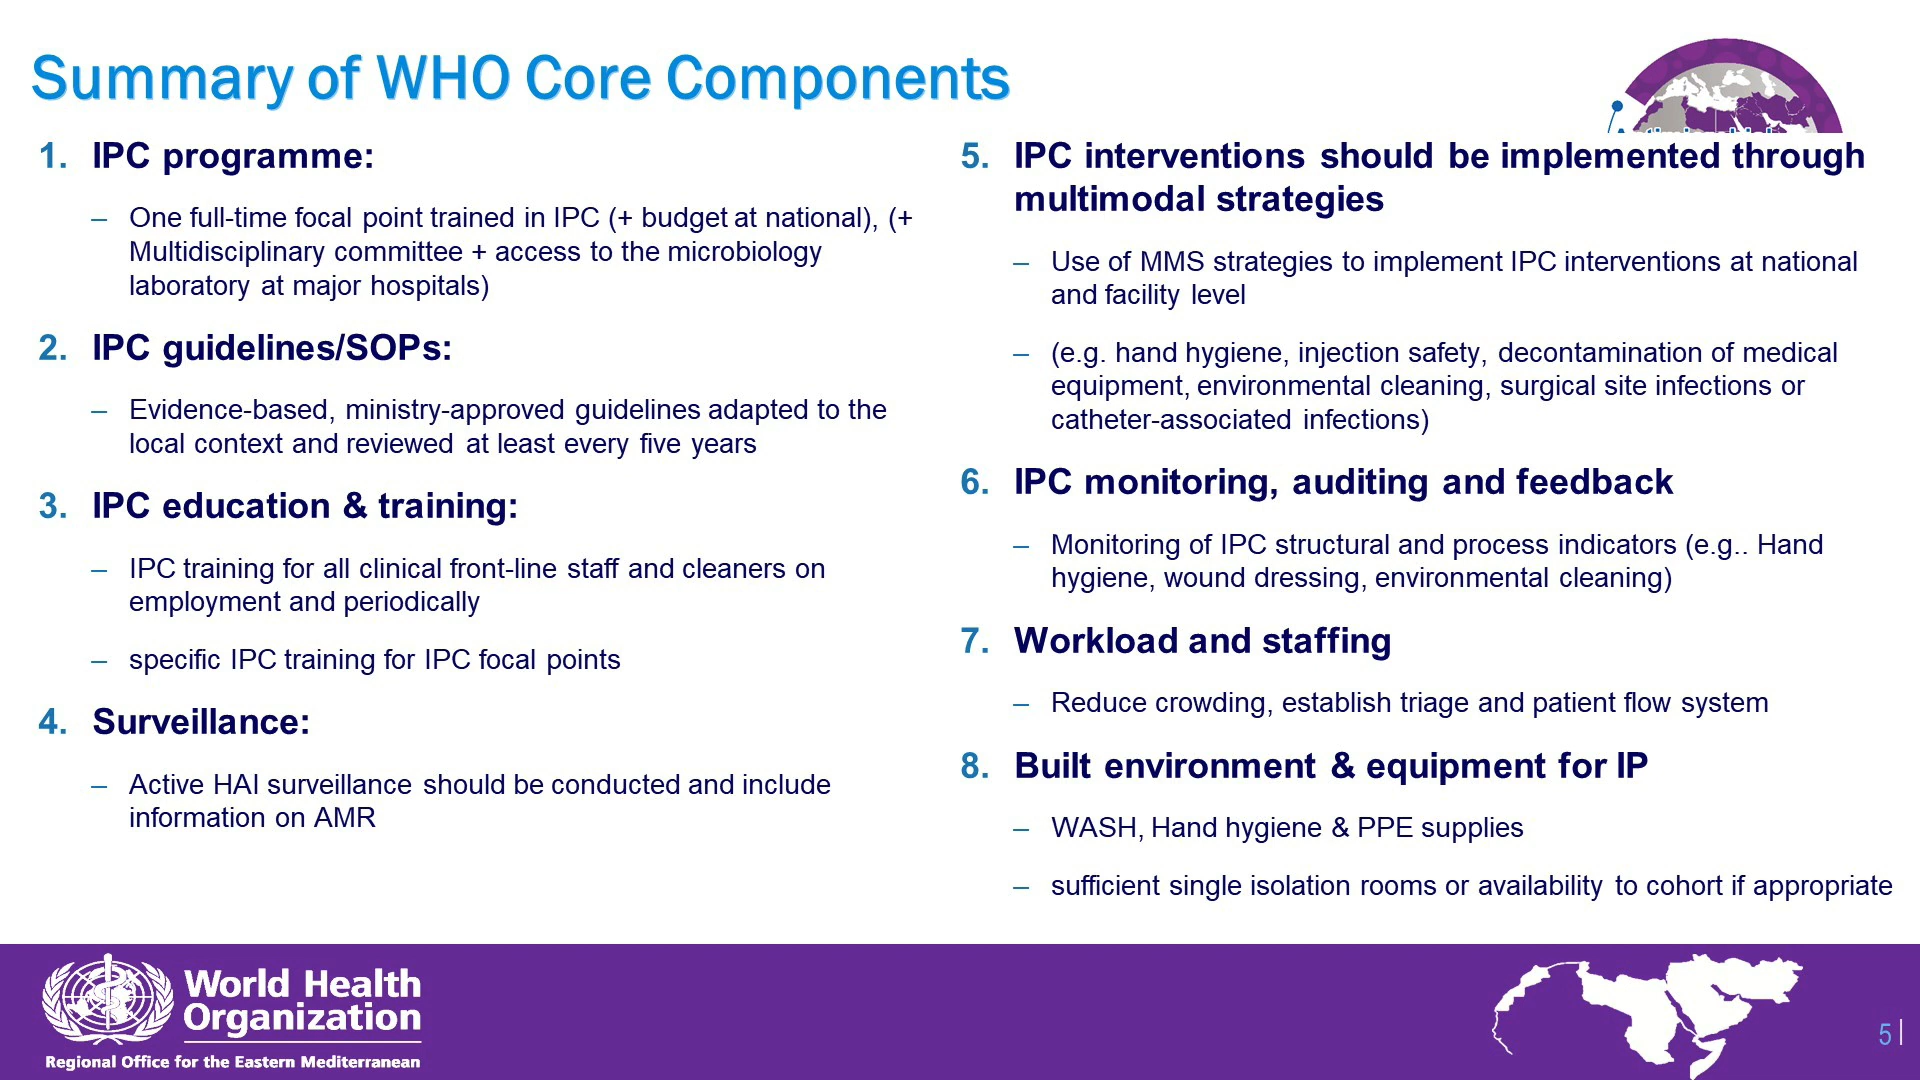 Summary of WHO Core Components
1. IPC programme:
– One full-time focal point trained in IPC (+ budget at national), (+
Multidisciplinary committee + access to the microbiology
laboratory at major hospitals)
2. IPC guidelines/SOPs:
– Evidence-based, ministry-approved guidelines adapted to the
local context and reviewed at least every five years
3. IPC education & training:
– IPC training for all clinical front-line staff and cleaners on
employment and periodically
– specific IPC training for IPC focal points
4. Surveillance:
– Active HAI surveillance should be conducted and include
information on AMR
5. IPC interventions should be implemented through
multimodal strategies
– Use of MMS strategies to implement IPC interventions at national
and facility level
– (e.g. hand hygiene, injection safety, decontamination of medical
equipment, environmental cleaning, surgical site infections or
catheter-associated infections)
6. IPC monitoring, auditing and feedback
– Monitoring of IPC structural and process indicators (e.g.. Hand
hygiene, wound dressing, environmental cleaning)
7. Workload and staffing
– Reduce crowding, establish triage and patient flow system
8. Built environment & equipment for IP
– WASH, Hand hygiene & PPE supplies
– sufficient single isolation rooms or availability to cohort if appropriate
World Health
Organization
Regional Office for the Eastern Mediterranean
5 |